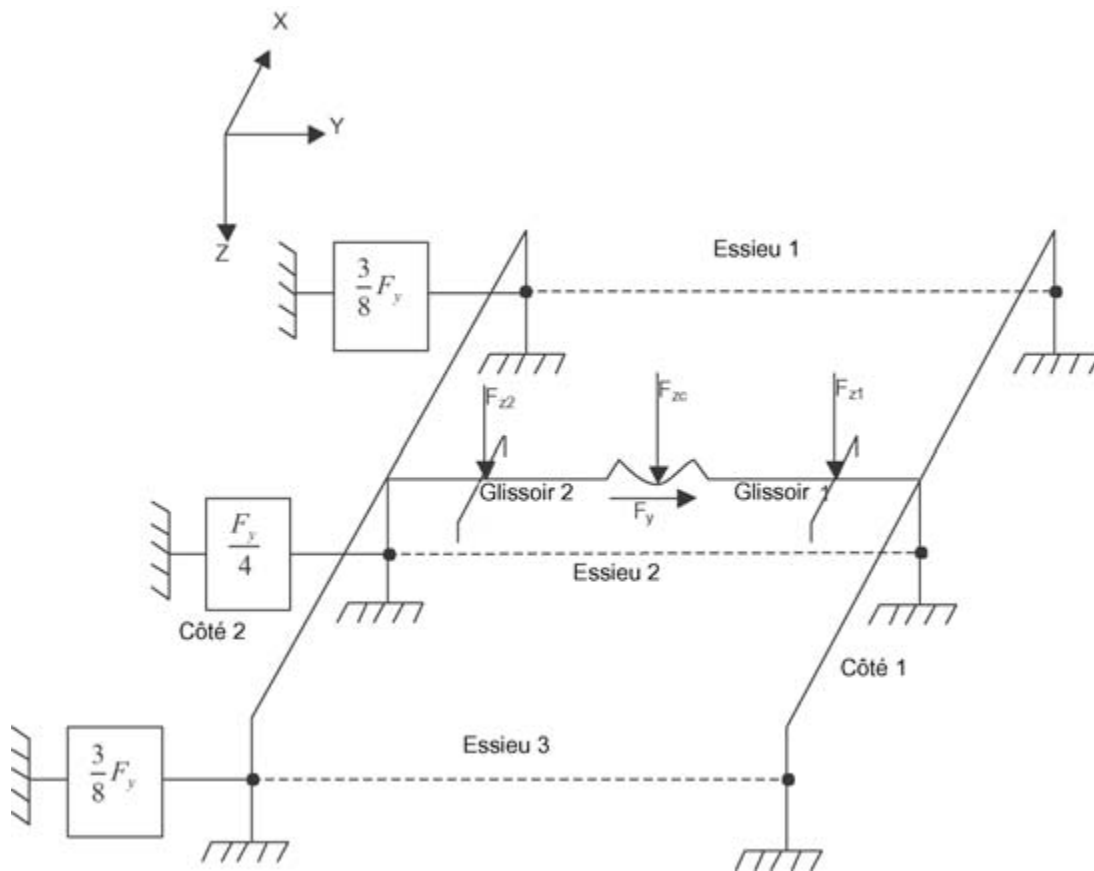 X
Y
Z
Essieu 1
3/8 F_y
F_z2
F_zc
F_z1
Glissoir 2
Glissoir 1
F_y
F_y/4
Essieu 2
Côté 2
Côté 1
Essieu 3
3/8 F_y